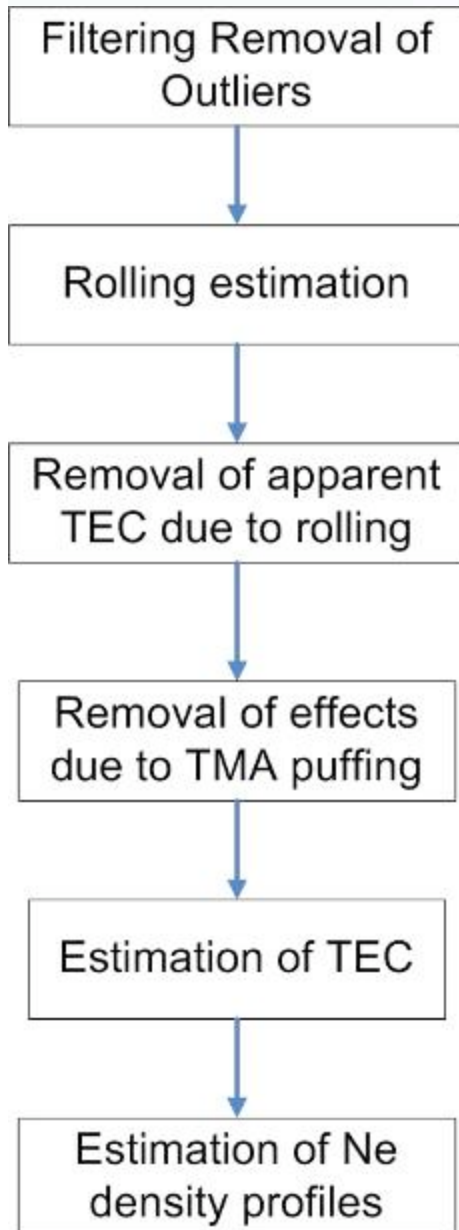 Filtering Removal of
Outliers
Rolling estimation
Removal of apparent
TEC due to rolling
Removal of effects
due to TMA puffing
Estimation of TEC
Estimation of Ne
density profiles